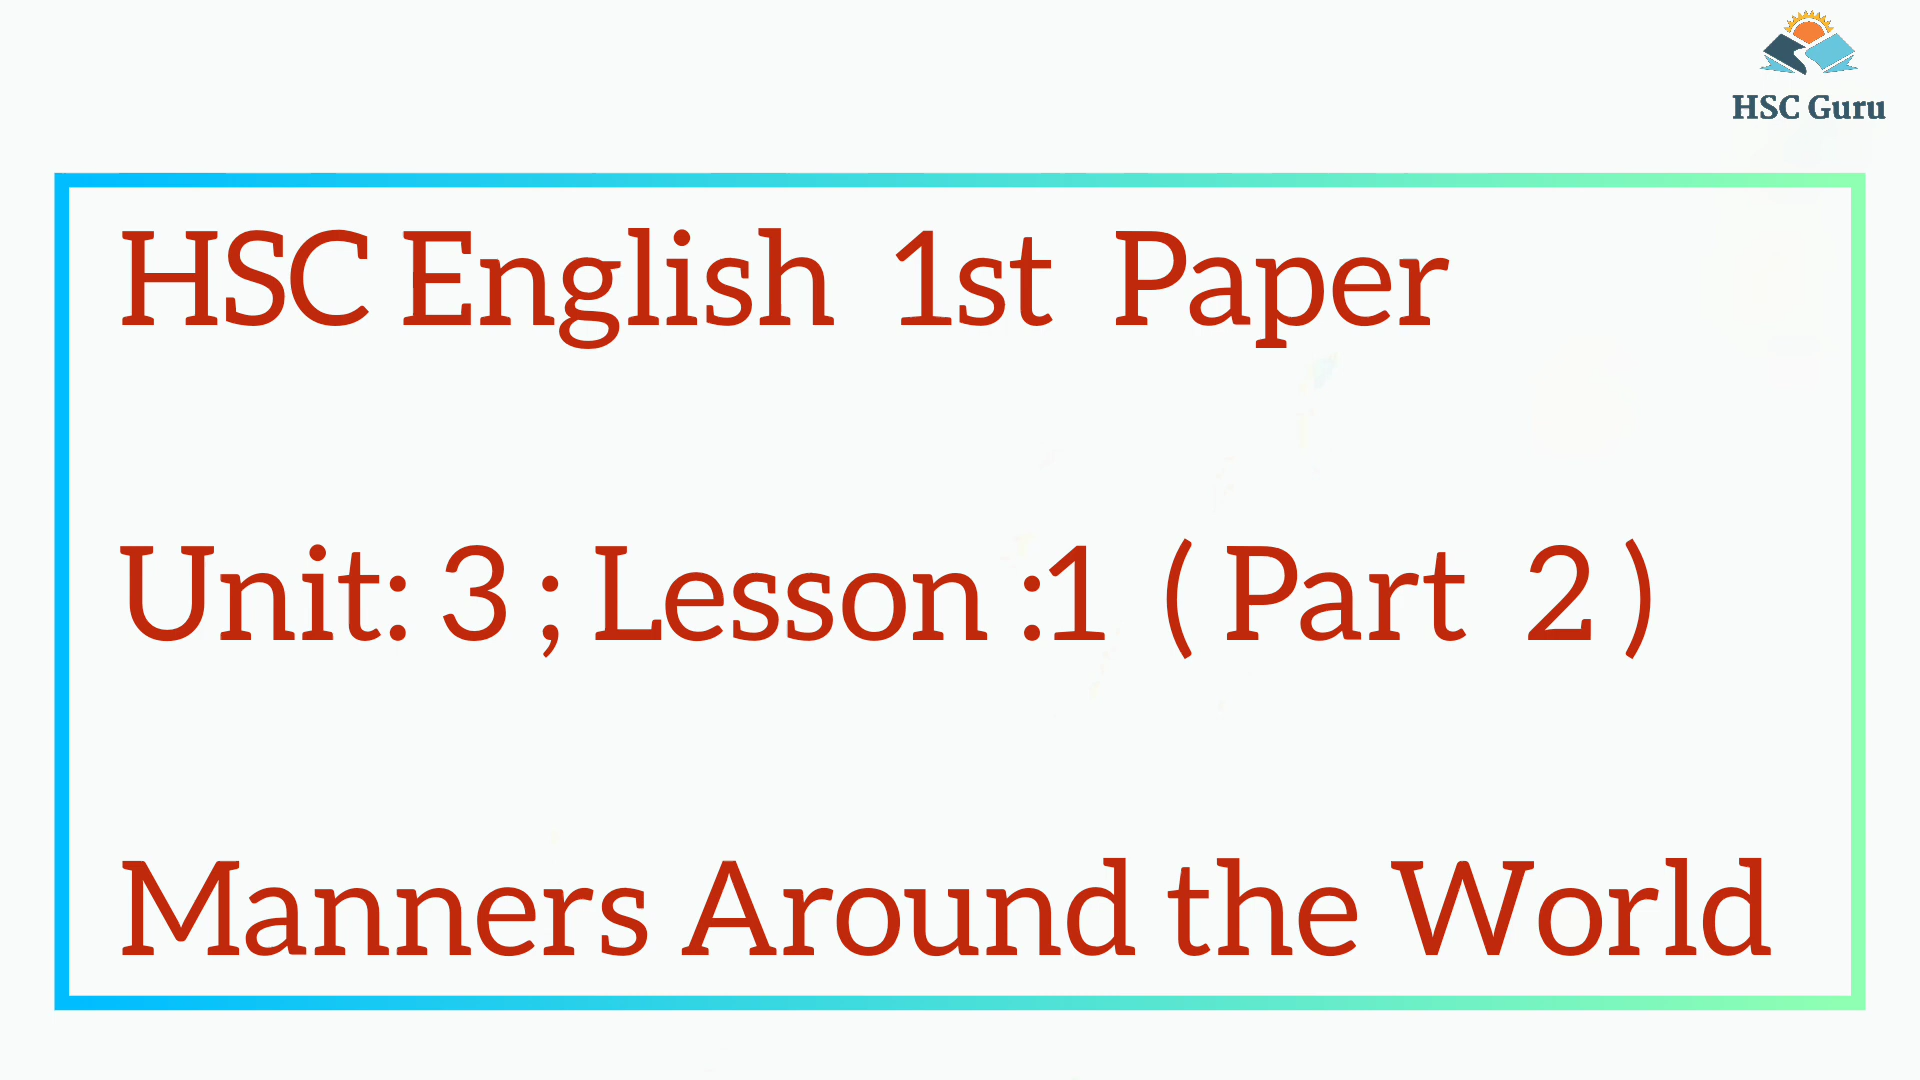 HSC Guru
HSC English 1st Paper
Unit: 3 ; Lesson :1 ( Part 2 )
Manners Around the World